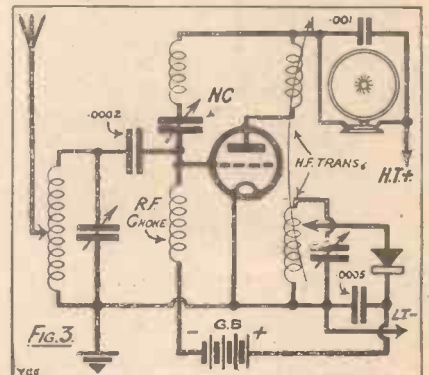 .001
NC
.0002
H.T+.
H.F. TRANS
R.F.
CHOKE
.0005
LT-
G.B
- +
FIG.3.